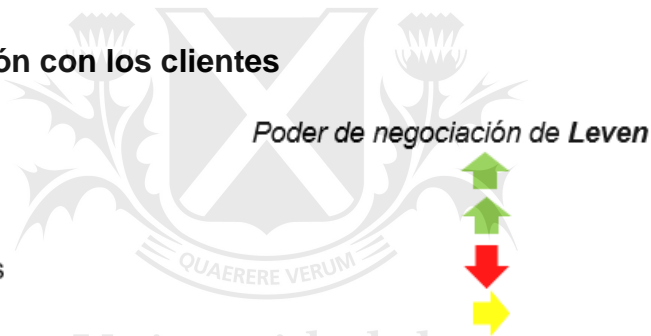 ón con los clientes
Poder de negociación de Leven
s
QUAERERE VERUM